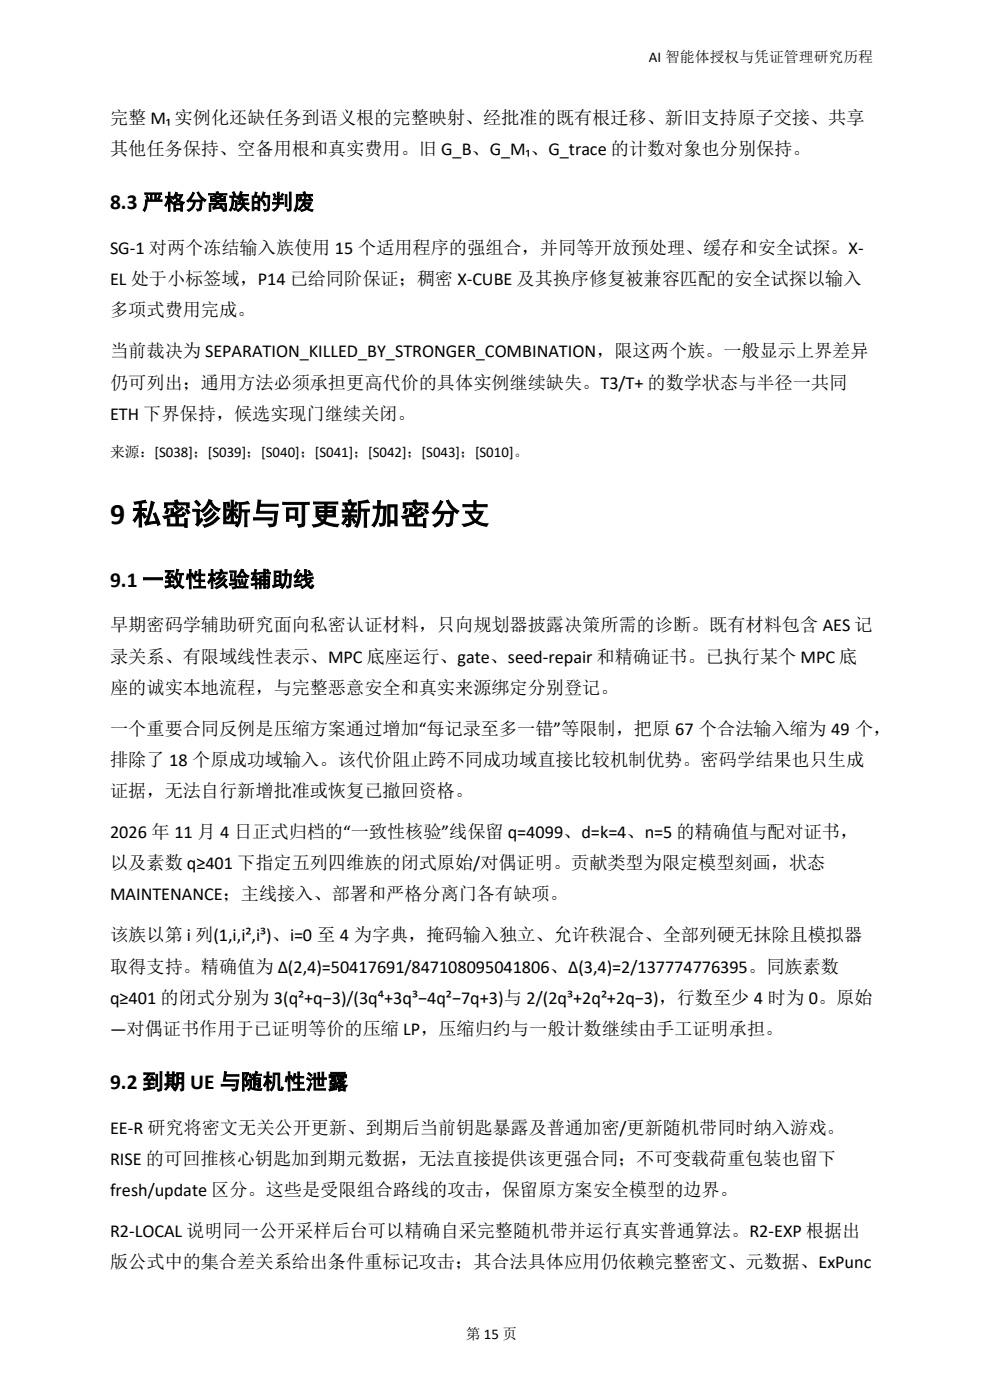 AI 智能体授权与凭证管理研究历程
完整 M₁ 实例化还缺任务到语义根的完整映射、经批准的既有根迁移、新旧支持原子交接、共享
其他任务保持、空备用根和真实费用。旧 G_B、G_M₁、G_trace 的计数对象也分别保持。
8.3 严格分离族的判废
SG-1 对两个冻结输入族使用 15 个适用程序的强组合，并同等开放预处理、缓存和安全试探。X-
EL 处于小标签域，P14 已给同阶保证；稠密 X-CUBE 及其换序修复被兼容匹配的安全试探以输入
多项式费用完成。
当前裁决为 SEPARATION_KILLED_BY_STRONGER_COMBINATION，限这两个族。一般显示上界差异
仍可列出；通用方法必须承担更高代价的具体实例继续缺失。T3/T+ 的数学状态与半径一共同
ETH 下界保持，候选实现门继续关闭。
来源：[S038]；[S039]；[S040]；[S041]；[S042]；[S043]；[S010]。
9 私密诊断与可更新加密分支
9.1 一致性核验辅助线
早期密码学辅助研究面向私密认证材料，只向规划器披露决策所需的诊断。既有材料包含 AES 记
录关系、有限域线性表示、MPC 底座运行、gate、seed-repair 和精确证书。已执行某个 MPC 底
座的诚实本地流程，与完整恶意安全和真实来源绑定分别登记。
一个重要合同反例是压缩方案通过增加“每记录至多一错”等限制，把原 67 个合法输入缩为 49 个，
排除了 18 个原成功域输入。该代价阻止跨不同成功域直接比较机制优势。密码学结果也只生成
证据，无法自行新增批准或恢复已撤回资格。
2026 年 11 月 4 日正式归档的“一致性核验”线保留 q=4099、d=k=4、n=5 的精确值与配对证书，
以及素数 q≥401 下指定五列四维族的闭式原始/对偶证明。贡献类型为限定模型刻画，状态
MAINTENANCE；主线接入、部署和严格分离门各有缺项。
该族以第 i 列(1,i,i²,i³)、i=0 至 4 为字典，掩码输入独立、允许秩混合、全部列硬无抹除且模拟器
取得支持。精确值为 Δ(2,4)=50417691/847108095041806、Δ(3,4)=2/137774776395。同族素数
q≥401 的闭式分别为 3(q²+q−3)/(3q⁴+3q³−4q²−7q+3)与 2/(2q³+2q²+2q−3)，行数至少 4 时为 0。原始
—对偶证书作用于已证明等价的压缩 LP，压缩归约与一般计数继续由手工证明承担。
9.2 到期 UE 与随机性泄露
EE-R 研究将密文无关公开更新、到期后当前钥匙暴露及普通加密/更新随机带同时纳入游戏。
RISE 的可回推核心钥匙加到期元数据，无法直接提供该更强合同；不可变载荷重包装也留下
fresh/update 区分。这些是受限组合路线的攻击，保留原方案安全模型的边界。
R2-LOCAL 说明同一公开采样后台可以精确自采完整随机带并运行真实普通算法。R2-EXP 根据出
版公式中的集合差关系给出条件重标记攻击；其合法具体应用仍依赖完整密文、元数据、ExPunc
第 15 页